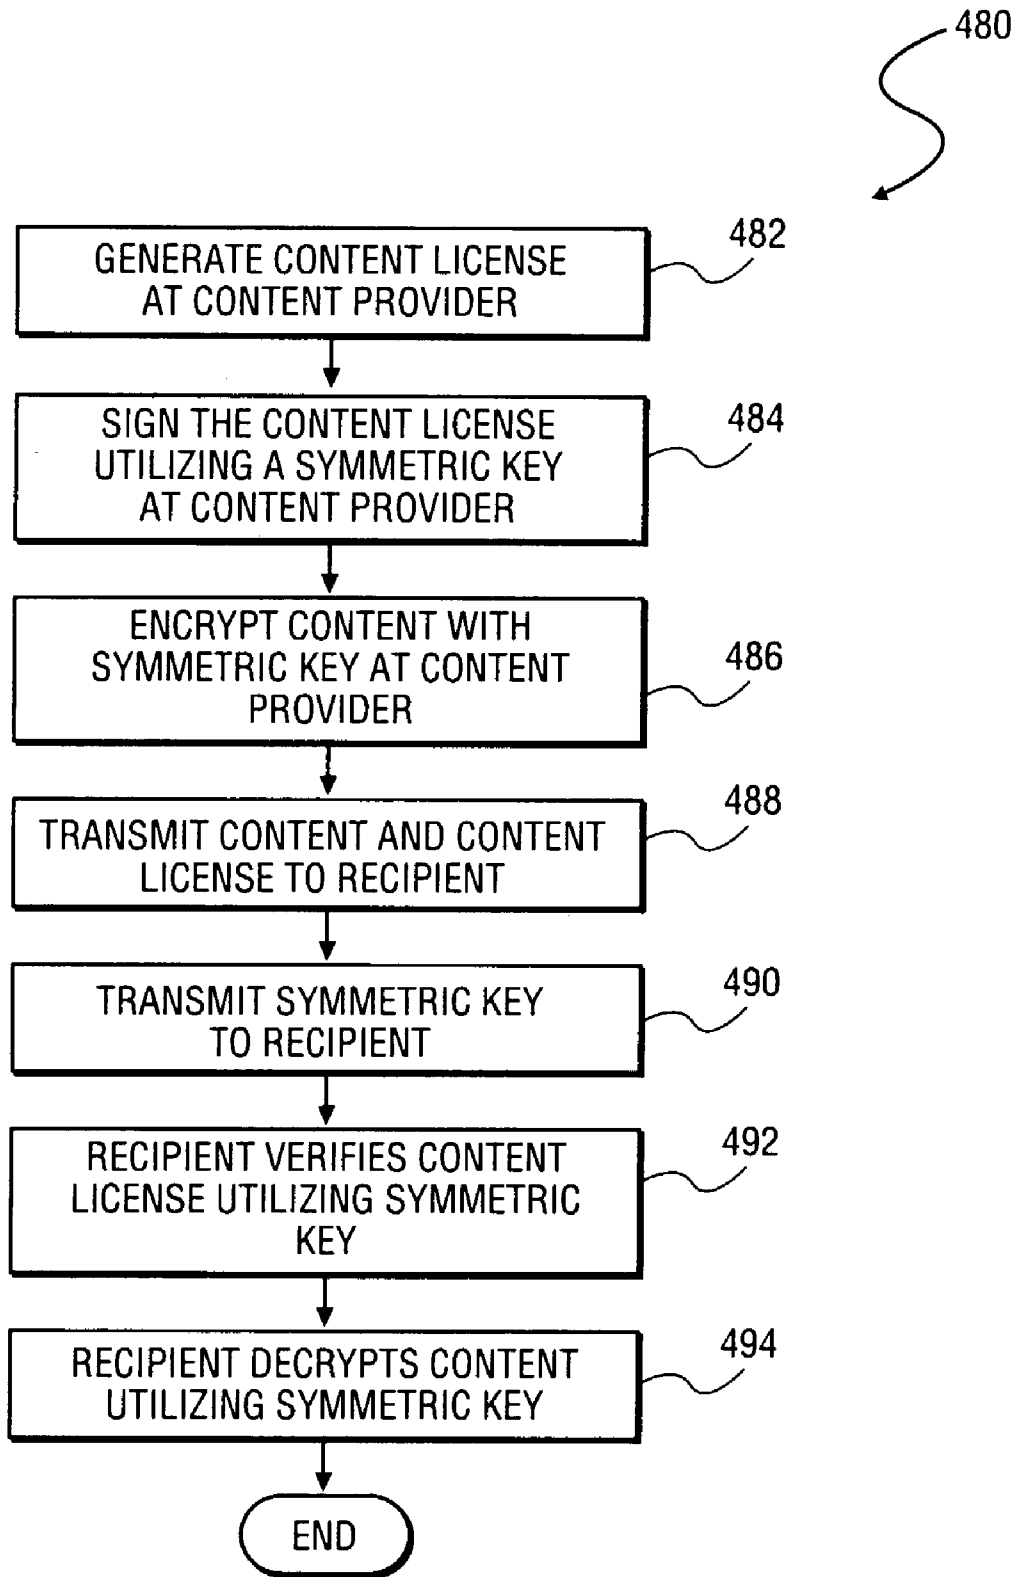 480
GENERATE CONTENT LICENSE
AT CONTENT PROVIDER
482
SIGN THE CONTENT LICENSE
UTILIZING A SYMMETRIC KEY
AT CONTENT PROVIDER
484
ENCRYPT CONTENT WITH
SYMMETRIC KEY AT CONTENT
PROVIDER
486
TRANSMIT CONTENT AND CONTENT
LICENSE TO RECIPIENT
488
TRANSMIT SYMMETRIC KEY
TO RECIPIENT
490
RECIPIENT VERIFIES CONTENT
LICENSE UTILIZING SYMMETRIC
KEY
492
RECIPIENT DECRYPTS CONTENT
UTILIZING SYMMETRIC KEY
494
END